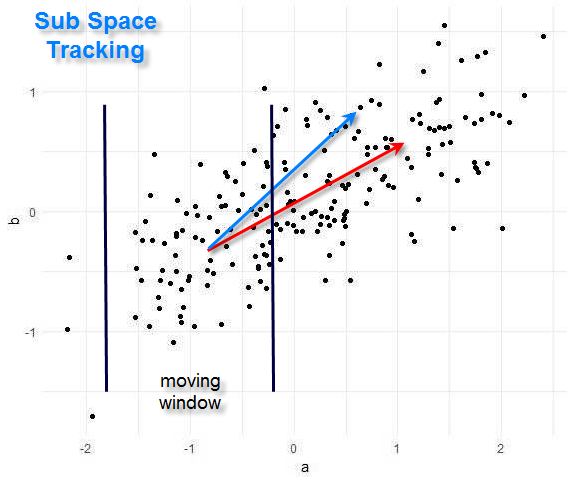 Sub Space
Tracking
1
b
0
-1
moving
window
-2
-1
0
1
2
a